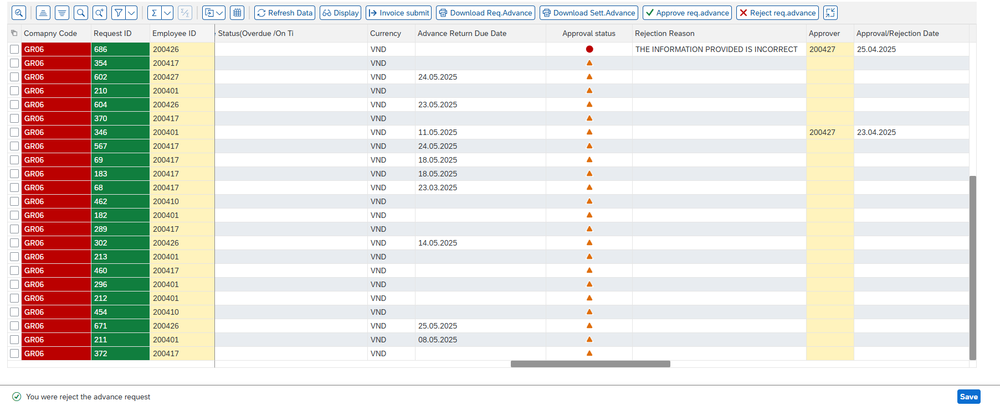 Refresh Data Display Invoice submit Download Req.Advance Download Sett.Advance Approve req.advance Reject req.advance
Comapny Code Request ID Employee ID Status(Overdue /On Ti Currency Advance Return Due Date Approval status Rejection Reason Approver Approval/Rejection Date
GR06 686 200426 VND THE INFORMATION PROVIDED IS INCORRECT 200427 25.04.2025
GR06 354 200417 VND
GR06 602 200427 VND 24.05.2025
GR06 210 200401 VND
GR06 604 200426 VND 23.05.2025
GR06 370 200417 VND
GR06 346 200401 VND 11.05.2025 200427 23.04.2025
GR06 567 200417 VND 24.05.2025
GR06 69 200417 VND 18.05.2025
GR06 183 200417 VND 18.05.2025
GR06 68 200417 VND 23.03.2025
GR06 462 200410 VND
GR06 182 200401 VND
GR06 289 200417 VND
GR06 302 200426 VND 14.05.2025
GR06 213 200401 VND
GR06 460 200417 VND
GR06 296 200401 VND
GR06 212 200401 VND
GR06 454 200410 VND
GR06 671 200426 VND 25.05.2025
GR06 211 200401 VND 08.05.2025
GR06 372 200417 VND
You were reject the advance request Save